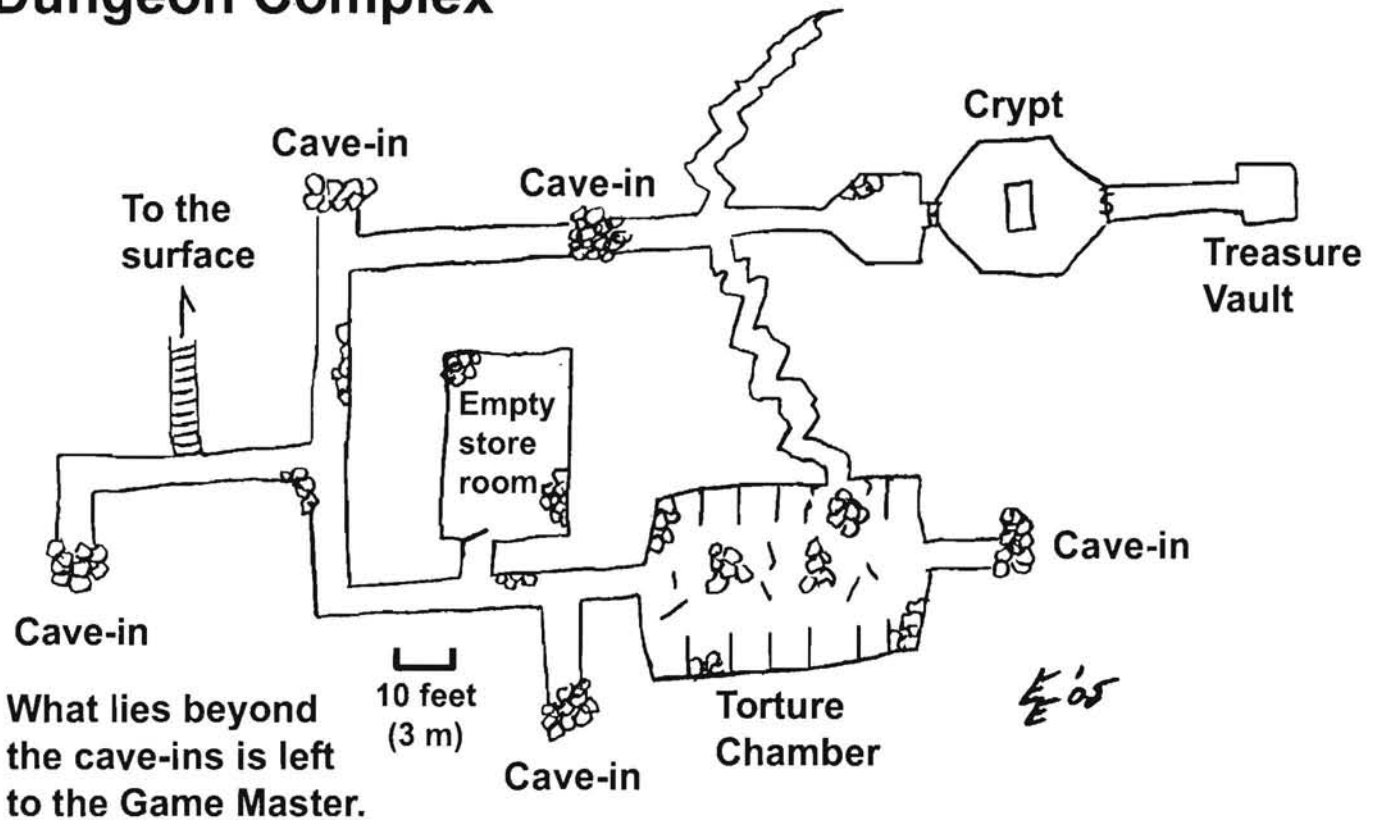 Dungeon Complex
Cave-in
Crypt
Cave-in
To the
surface
Treasure
Vault
Empty
store
room
Cave-in
Cave-in
10 feet
(3 m)
What lies beyond
the cave-ins is left
to the Game Master.
Torture
Chamber
Cave-in
'05